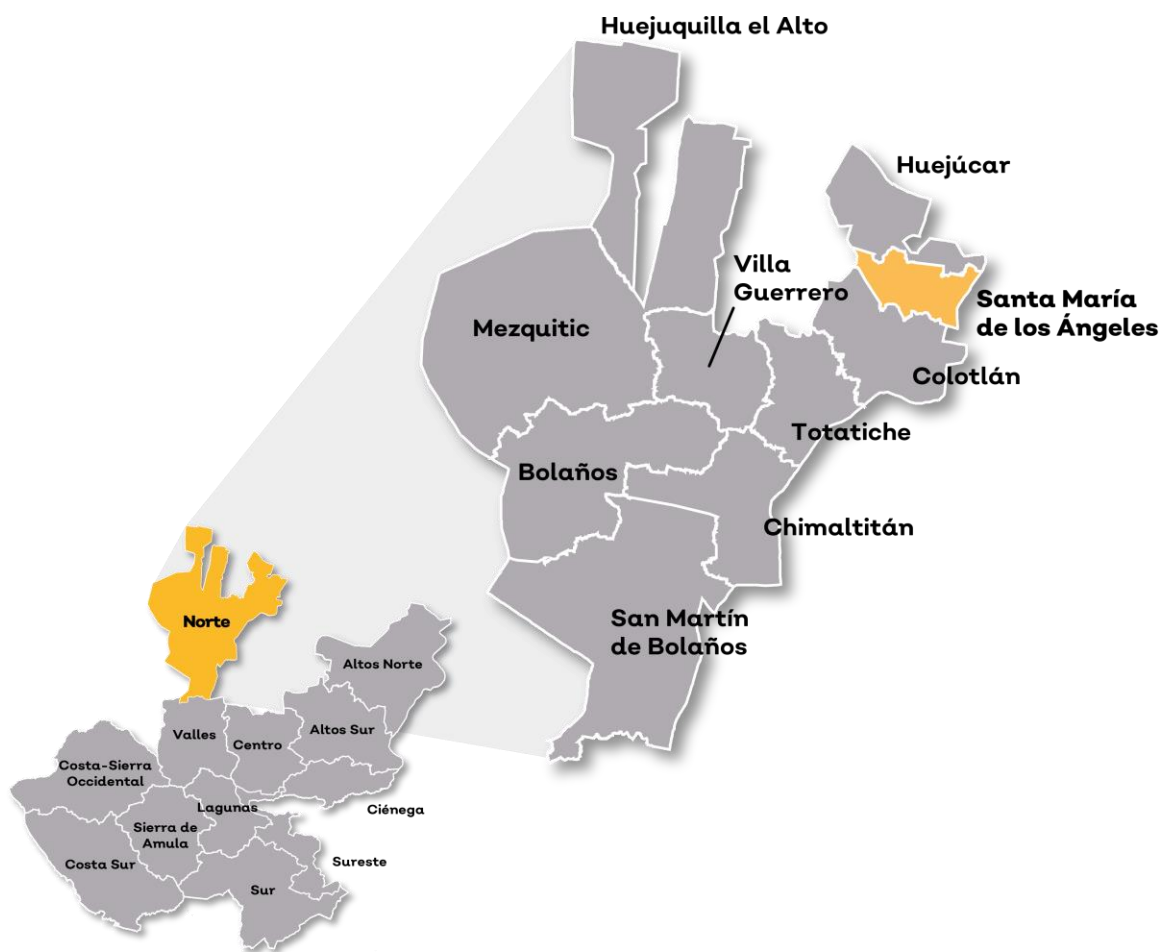 Huejuquilla el Alto
Huejúcar
Villa
Guerrero
Santa María
de los Ángeles
Mezquitic
Colotlán
Totatiche
Bolaños
Chimaltitán
San Martín
de Bolaños
Norte
Altos Norte
Valles
Centro
Altos Sur
Costa-Sierra
Occidental
Lagunas
Ciénega
Sierra de
Amula
Costa Sur
Sureste
Sur